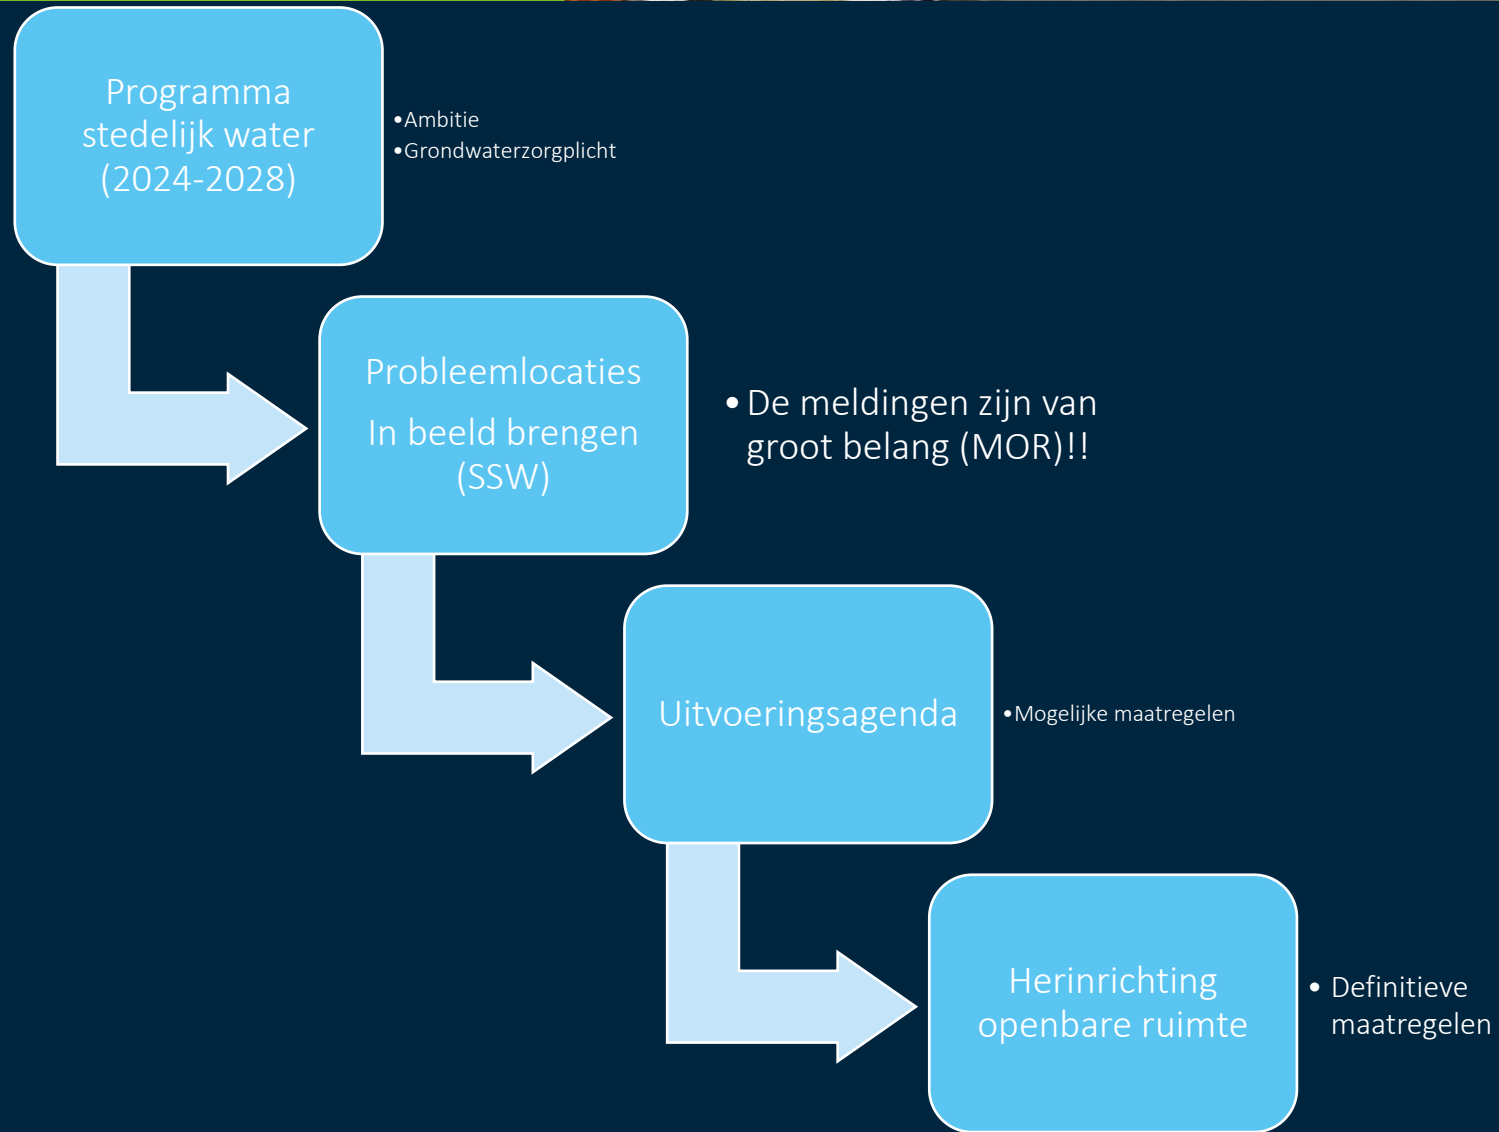 Programma
stedelijk water
(2024-2028)
•Ambitie
•Grondwaterzorgplicht
Probleemlocaties
In beeld brengen
(SSW)
•De meldingen zijn van
groot belang (MOR)!!
Uitvoeringsagenda
•Mogelijke maatregelen
Herinrichting
openbare ruimte
• Definitieve
maatregelen